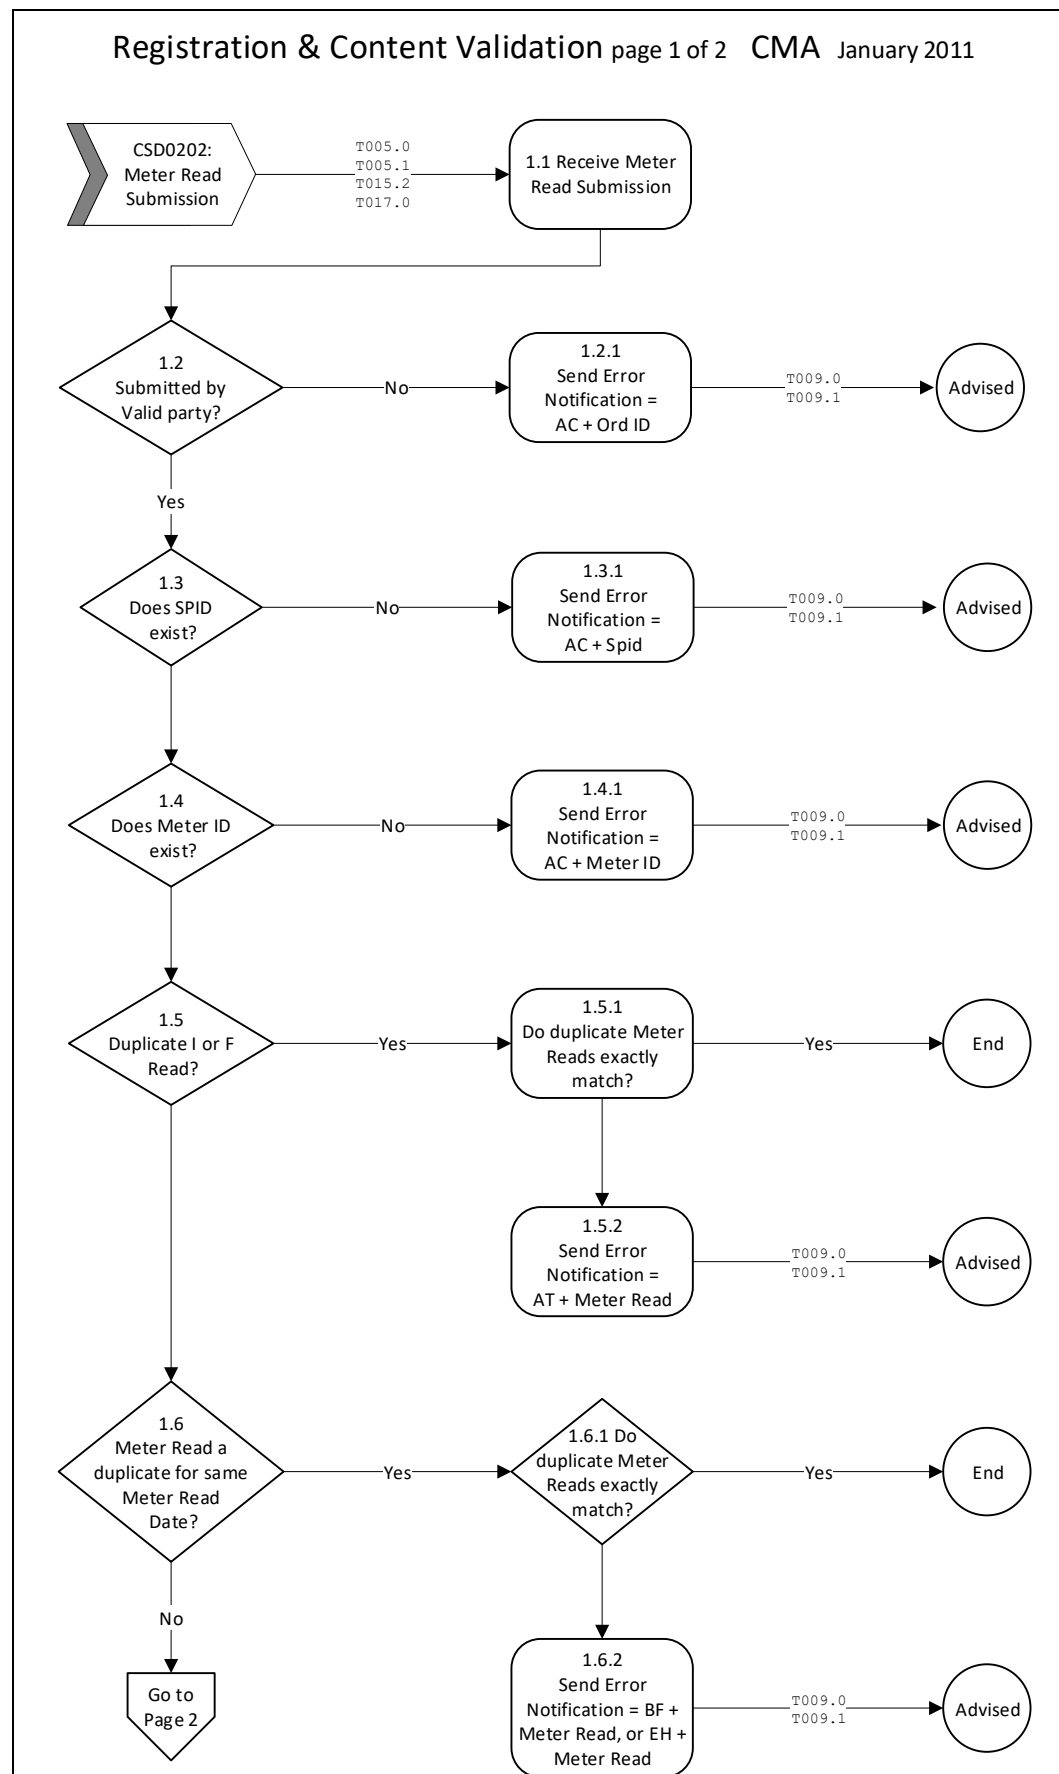 Registration & Content Validation page 1 of 2 CMA January 2011
CSD0202:
Meter Read
Submission
T005.0
T005.1
T015.2
T017.0
1.1 Receive Meter
Read Submission
1.2
Submitted by
Valid party?
No
1.2.1
Send Error
Notification =
AC + Ord ID
T009.0
T009.1
Advised
Yes
1.3
Does SPID
exist?
No
1.3.1
Send Error
Notification =
AC + Spid
T009.0
T009.1
Advised
1.4
Does Meter ID
exist?
No
1.4.1
Send Error
Notification =
AC + Meter ID
T009.0
T009.1
Advised
1.5
Duplicate I or F
Read?
Yes
1.5.1
Do duplicate Meter
Reads exactly
match?
Yes
End
1.5.2
Send Error
Notification =
AT + Meter Read
T009.0
T009.1
Advised
1.6
Meter Read a
duplicate for same
Meter Read
Date?
Yes
1.6.1 Do
duplicate Meter
Reads exactly
match?
Yes
End
No
Go to
Page 2
1.6.2
Send Error
Notification = BF +
Meter Read, or EH +
Meter Read
T009.0
T009.1
Advised